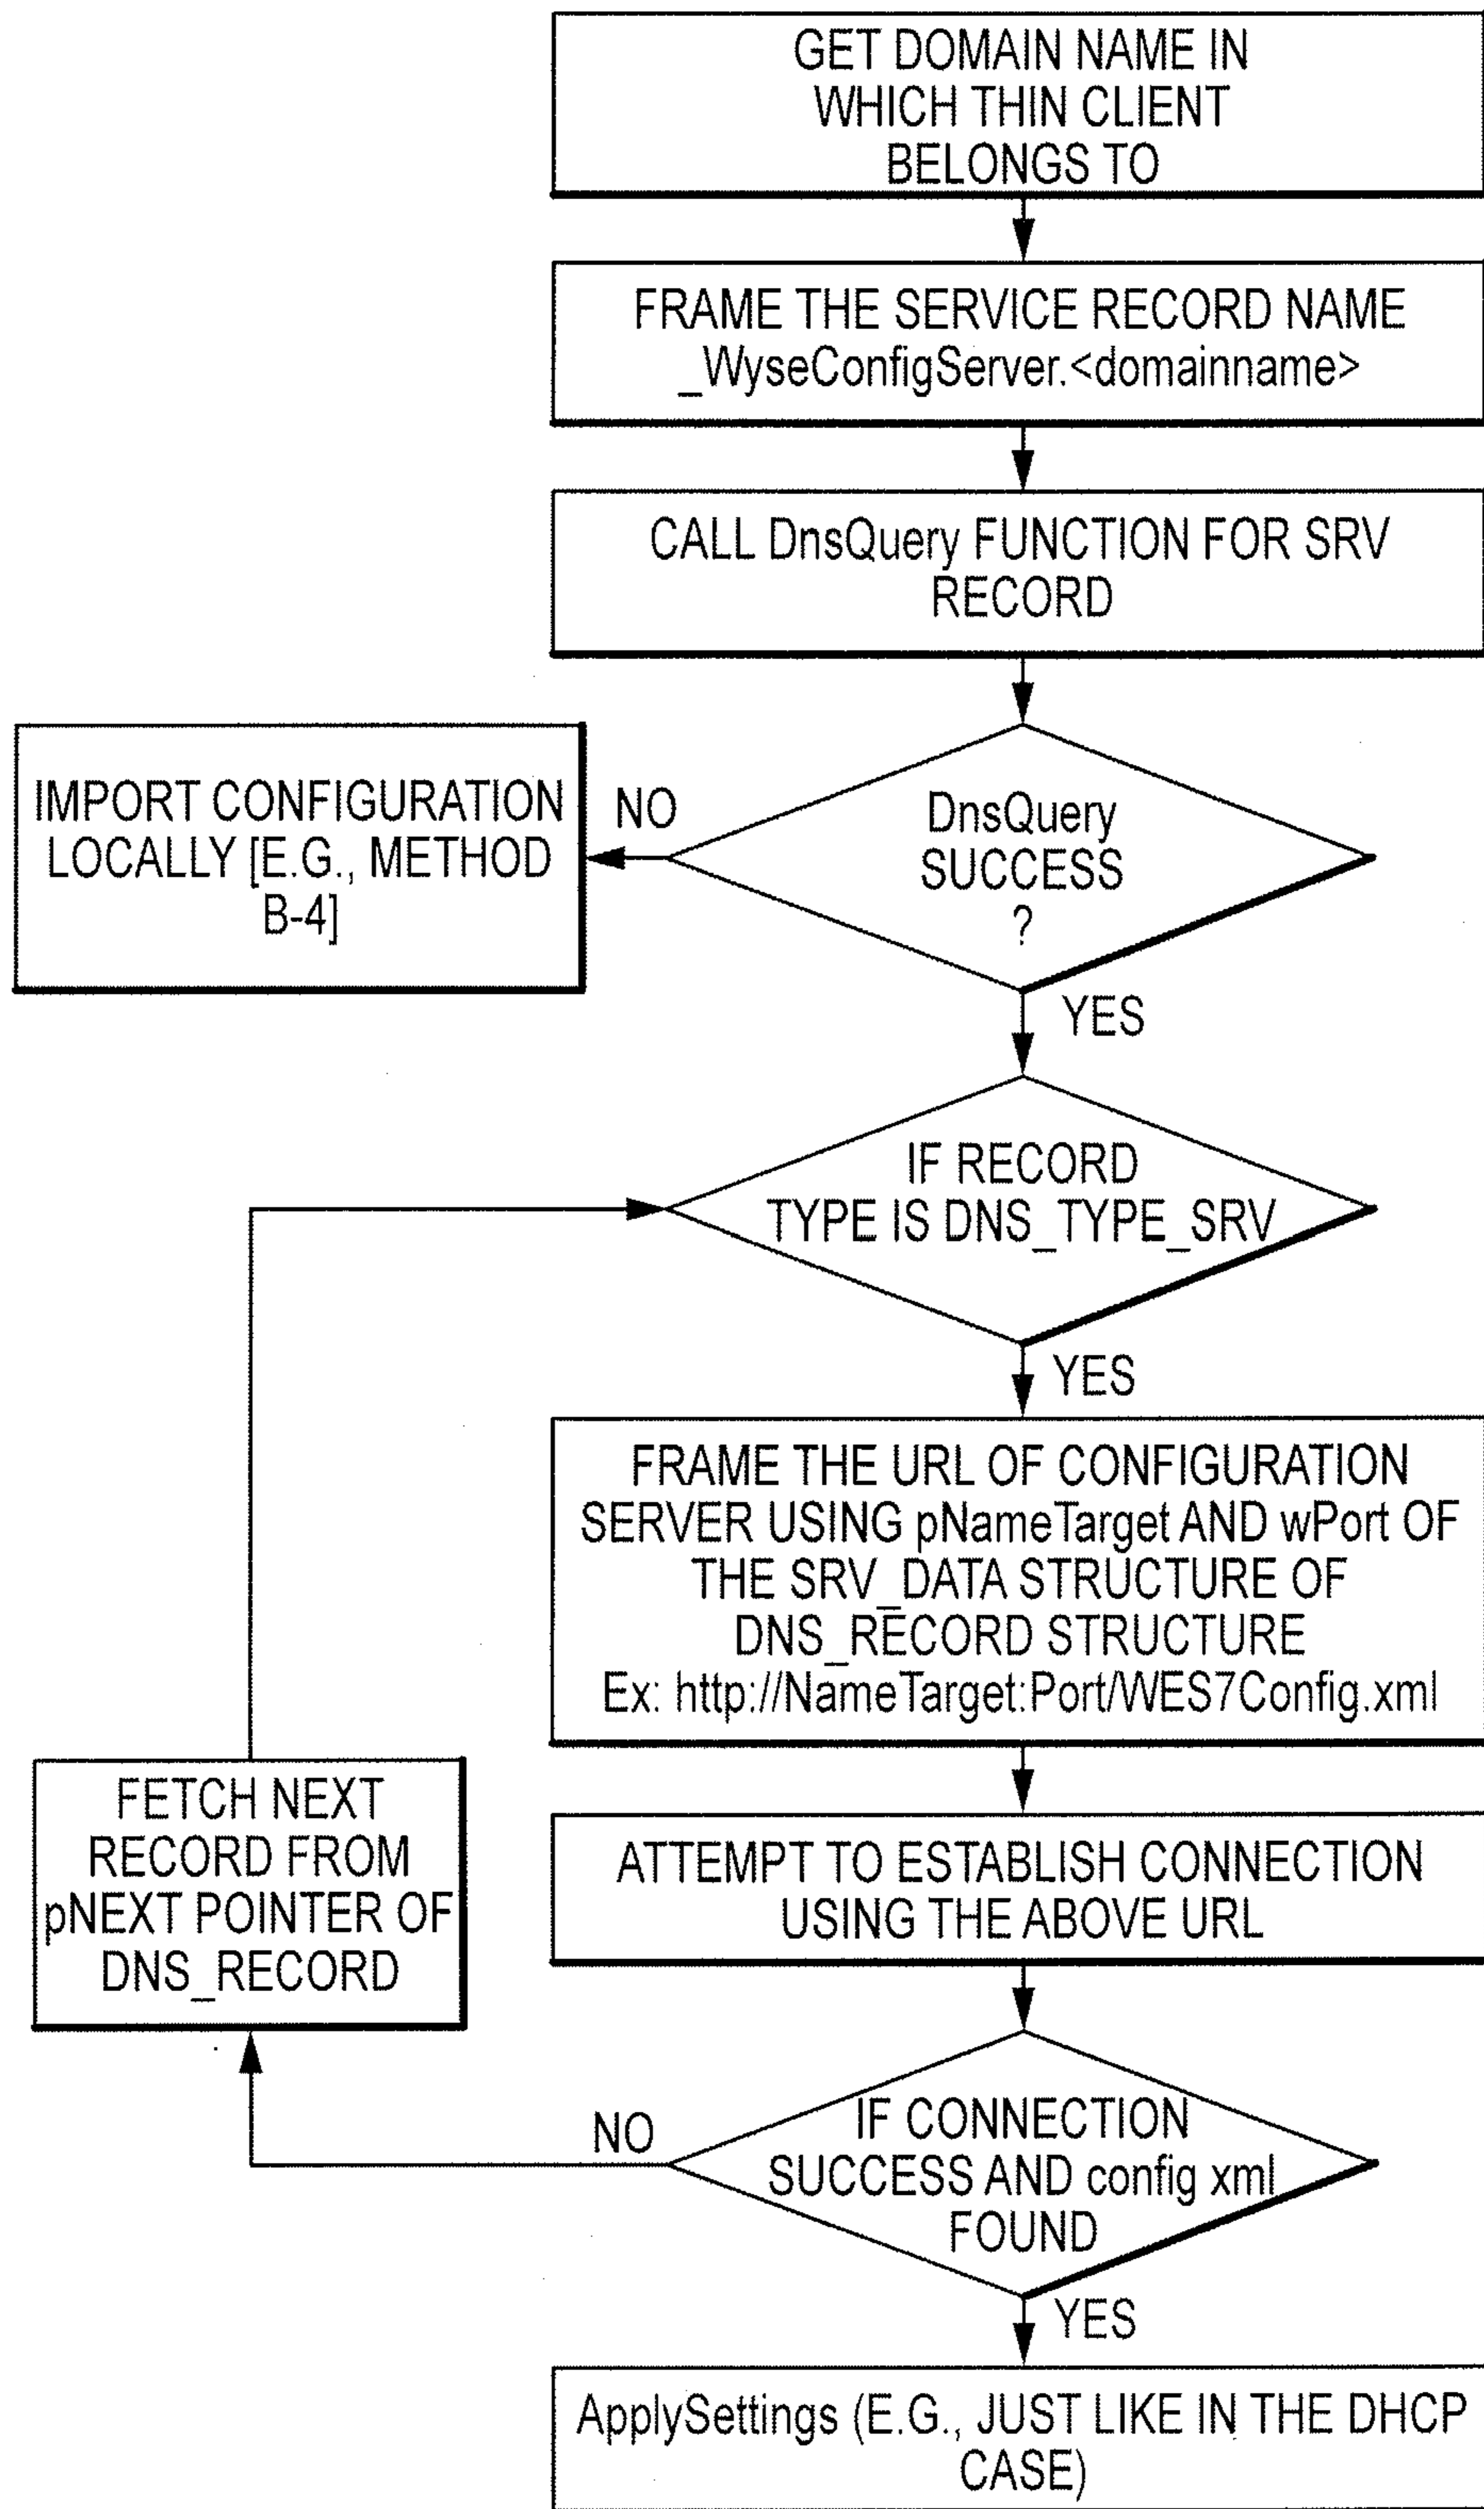 GET DOMAIN NAME IN
WHICH THIN CLIENT
BELONGS TO
FRAME THE SERVICE RECORD NAME
_WyseConfigServer.<domainname>
CALL DnsQuery FUNCTION FOR SRV
RECORD
IMPORT CONFIGURATION
LOCALLY [E.G., METHOD
B-4]
NO
DnsQuery
SUCCESS
?
YES
IF RECORD
TYPE IS DNS_TYPE_SRV
YES
FRAME THE URL OF CONFIGURATION
SERVER USING pNameTarget AND wPort OF
THE SRV_DATA STRUCTURE OF
DNS_RECORD STRUCTURE
Ex: http://NameTarget:Port/WES7Config.xml
FETCH NEXT
RECORD FROM
pNEXT POINTER OF
DNS_RECORD
ATTEMPT TO ESTABLISH CONNECTION
USING THE ABOVE URL
NO
IF CONNECTION
SUCCESS AND config xml
FOUND
YES
ApplySettings (E.G., JUST LIKE IN THE DHCP
CASE)